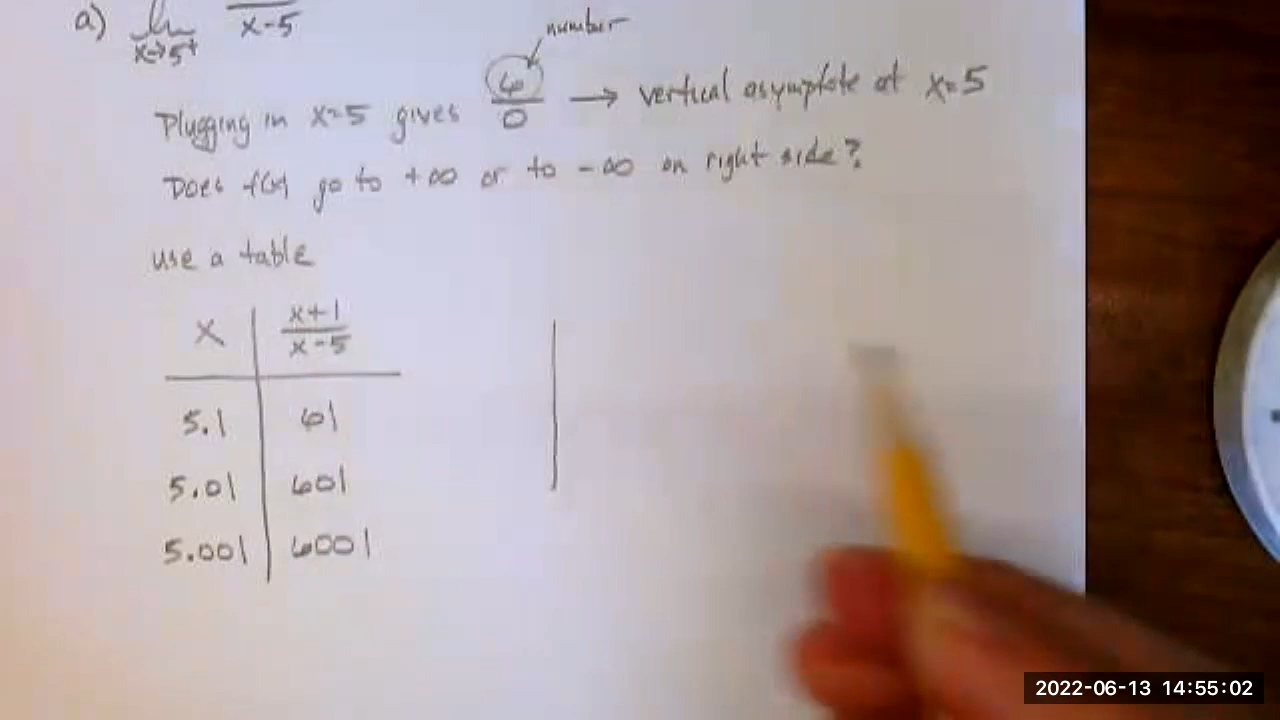 number
a) lim x→5+ x-5
Plugging in x=5 gives 6/0 → vertical asymptote at x=5
Does f(x) go to +∞ or to -∞ on right side?
use a table
x | x+1/x-5
5.1 | 61
5.01 | 601
5.001 | 6001
2022-06-13 14:55:02